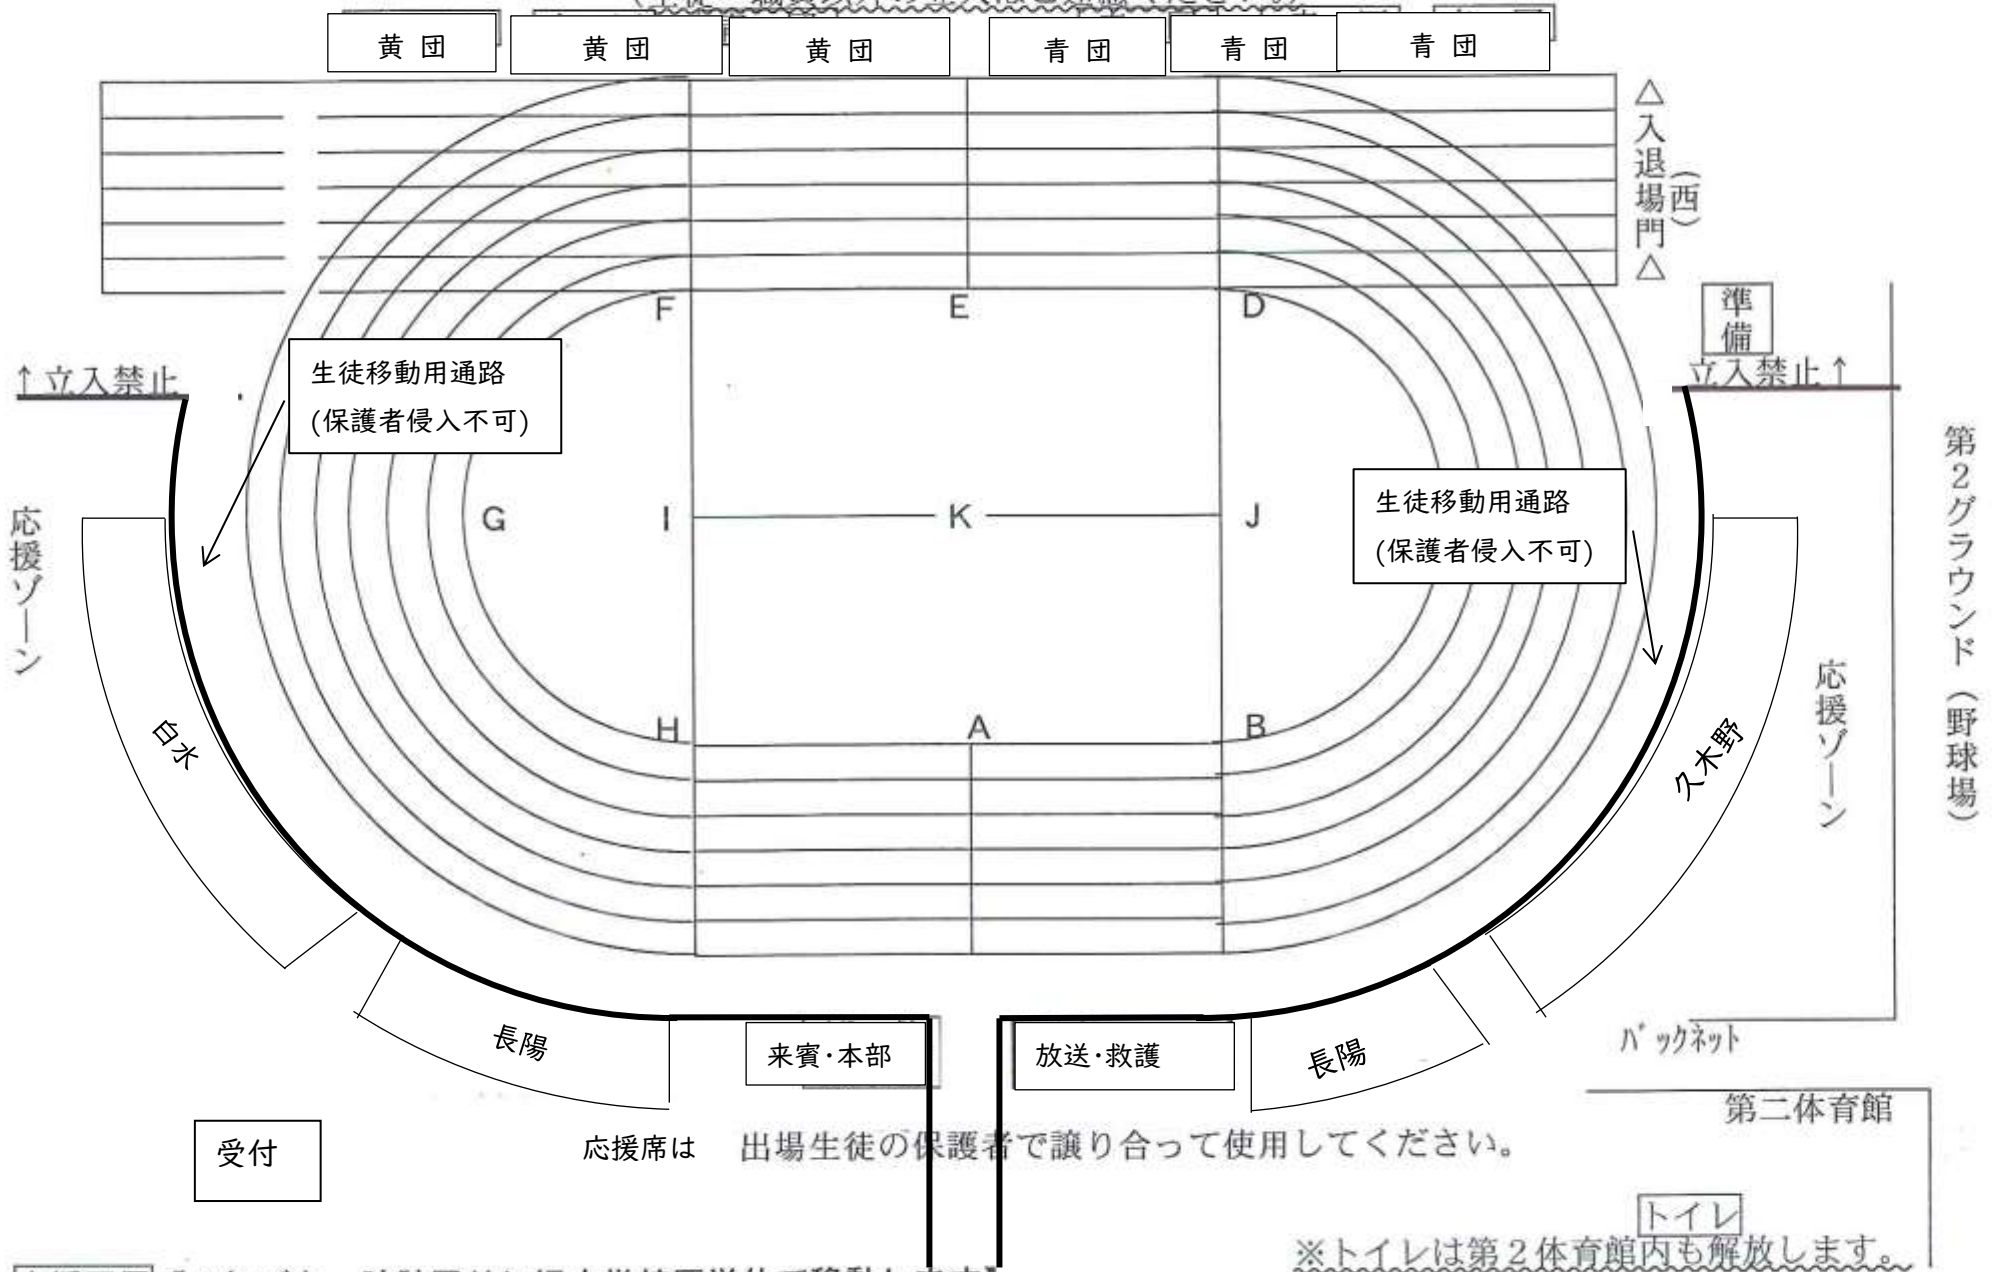 黄 団
黄 団
黄 団
青 団
青 団
青 団
△入退場門△
(西)
準備
F
E
D
↑立入禁止
立入禁止↑
生徒移動用通路
(保護者侵入不可)
生徒移動用通路
(保護者侵入不可)
第2グラウンド(野球場)
応援ゾーン
G
I
K
J
応援ゾーン
白水
久木野
H
A
B
長陽
来賓・本部
放送・救護
長陽
バックネット
第二体育館
受付
応援席は 出場生徒の保護者で譲り合って使用してください。
トイレ
※トイレは第2体育館内も解放します。